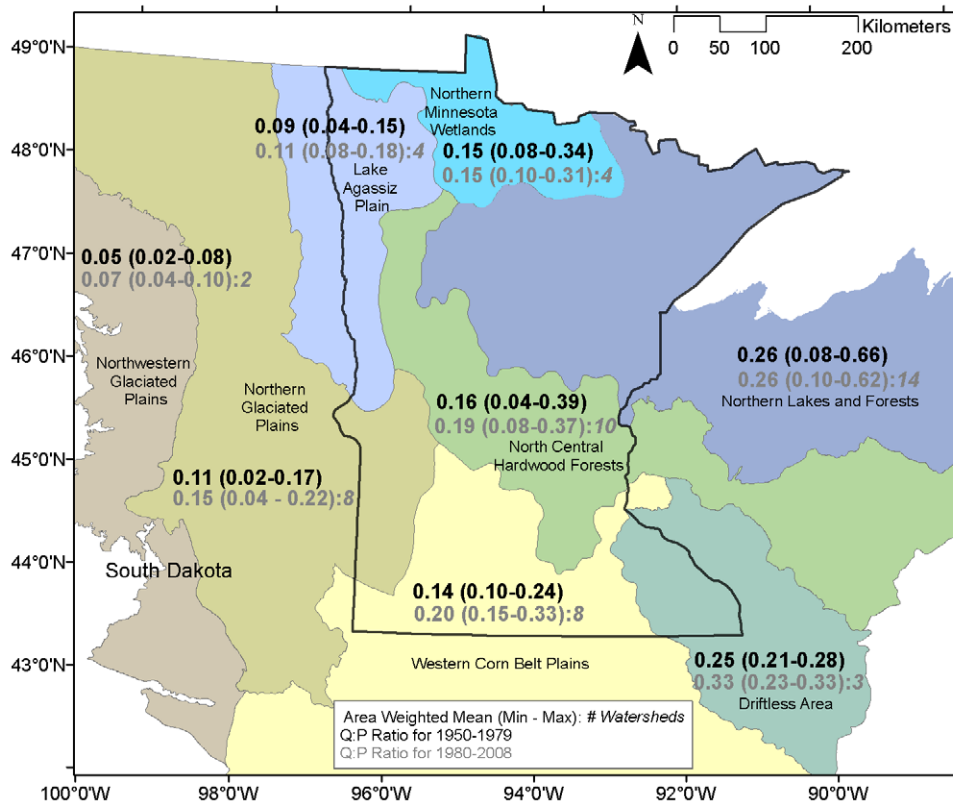 N
Kilometers
0 50 100 200
49°0'N
48°0'N
47°0'N
46°0'N
45°0'N
44°0'N
43°0'N
Northern
Minnesota
Wetlands
0.15 (0.08-0.34)
0.15 (0.10-0.31):4
0.09 (0.04-0.15)
0.11 (0.08-0.18):4
Lake
Agassiz
Plain
0.05 (0.02-0.08)
0.07 (0.04-0.10):2
Northwestern
Glaciated
Plains
Northern
Glaciated
Plains
0.11 (0.02-0.17)
0.15 (0.04 - 0.22):8
0.16 (0.04-0.39)
0.19 (0.08-0.37):10
North Central
Hardwood Forests
0.26 (0.08-0.66)
0.26 (0.10-0.62):14
Northern Lakes and Forests
South Dakota
0.14 (0.10-0.24)
0.20 (0.15-0.33):8
Western Corn Belt Plains
0.25 (0.21-0.28)
0.33 (0.23-0.33):3
Driftless Area
Area Weighted Mean (Min - Max): # Watersheds
Q:P Ratio for 1950-1979
Q:P Ratio for 1980-2008
100°0'W 98°0'W 96°0'W 94°0'W 92°0'W 90°0'W